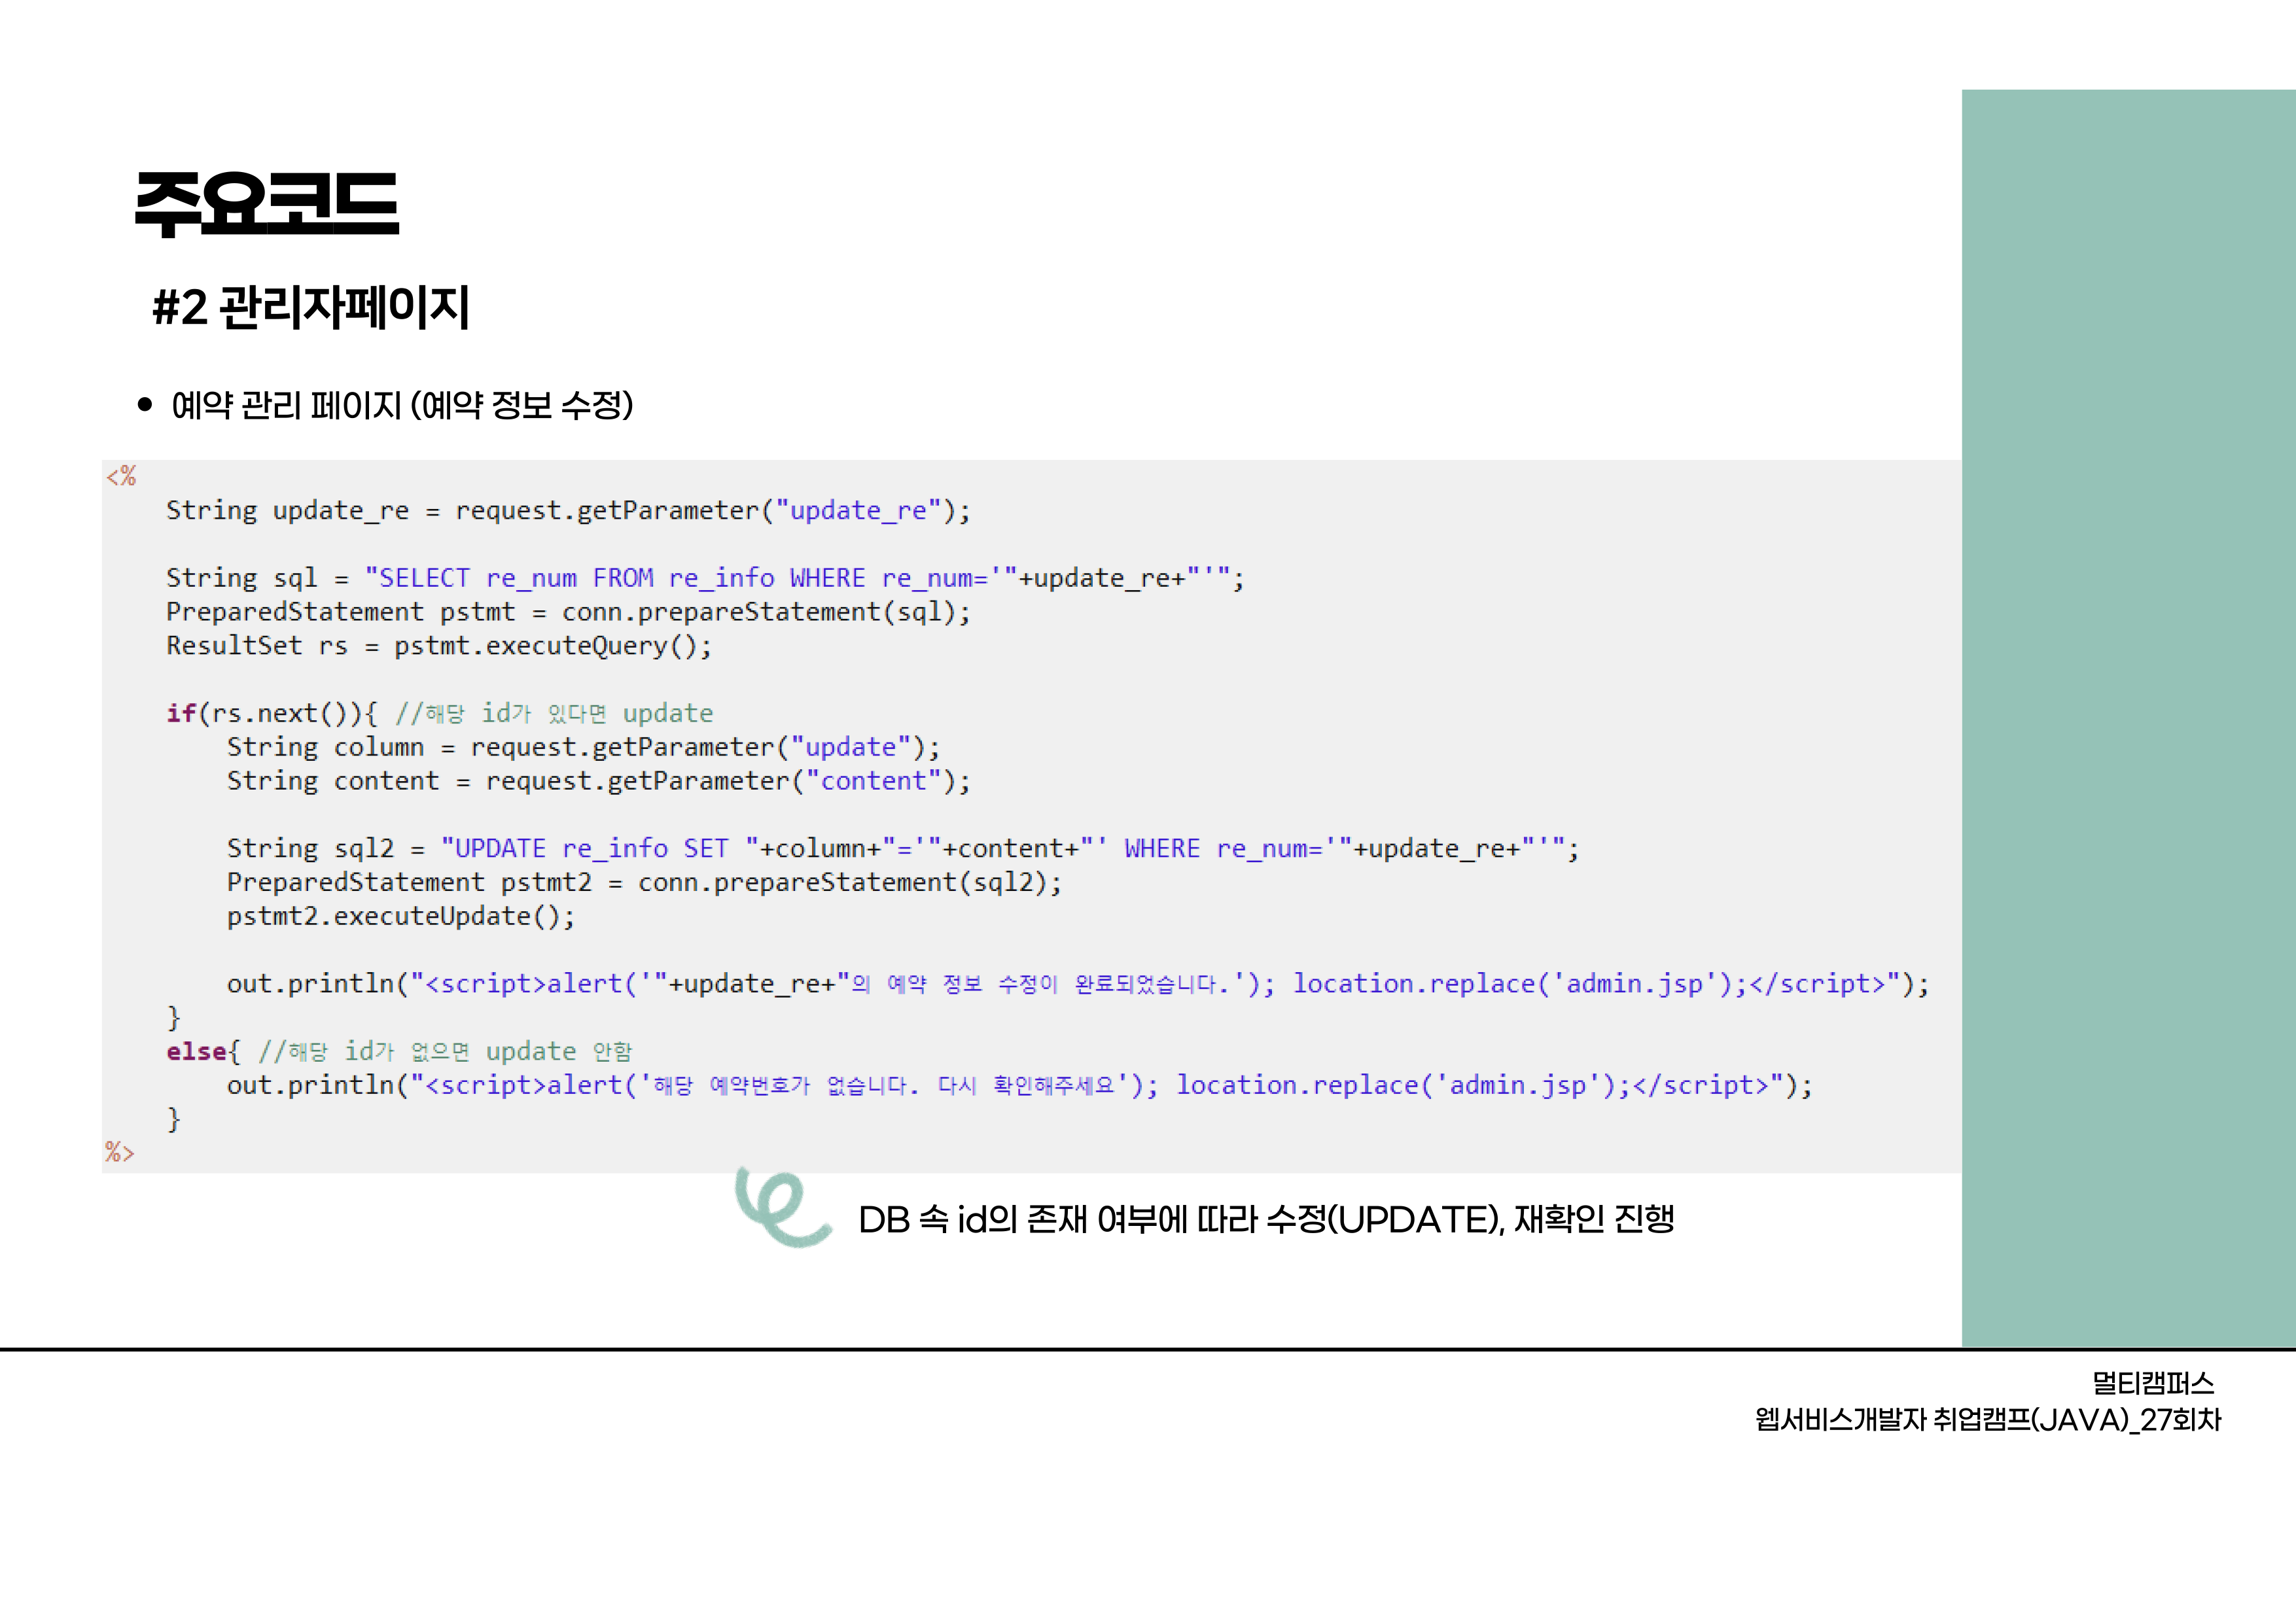 주요코드
#2 관리자페이지
• 예약 관리 페이지 (예약 정보 수정)
<%
    String update_re = request.getParameter("update_re");

    String sql = "SELECT re_num FROM re_info WHERE re_num='"+update_re+"'";
    PreparedStatement pstmt = conn.prepareStatement(sql);
    ResultSet rs = pstmt.executeQuery();

    if(rs.next()){ //해당 id가 있다면 update
        String column = request.getParameter("update");
        String content = request.getParameter("content");

        String sql2 = "UPDATE re_info SET "+column+"='"+content+"' WHERE re_num='"+update_re+"'";
        PreparedStatement pstmt2 = conn.prepareStatement(sql2);
        pstmt2.executeUpdate();

        out.println("<script>alert('"+update_re+"의 예약 정보 수정이 완료되었습니다.'); location.replace('admin.jsp');</script>");
    }
    else{ //해당 id가 없으면 update 안함
        out.println("<script>alert('해당 예약번호가 없습니다. 다시 확인해주세요'); location.replace('admin.jsp');</script>");
    }
%>
DB 속 id의 존재 여부에 따라 수정(UPDATE), 재확인 진행
멀티캠퍼스
웹서비스개발자 취업캠프(JAVA)_27회차